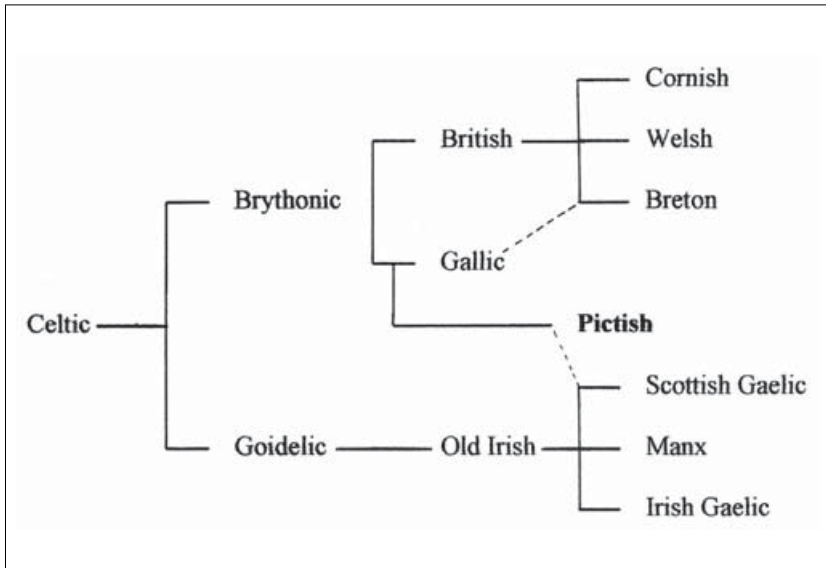 Cornish
British
Welsh
Brythonic
Breton
Gallic
Celtic
Pictish
Scottish Gaelic
Goidelic
Old Irish
Manx
Irish Gaelic